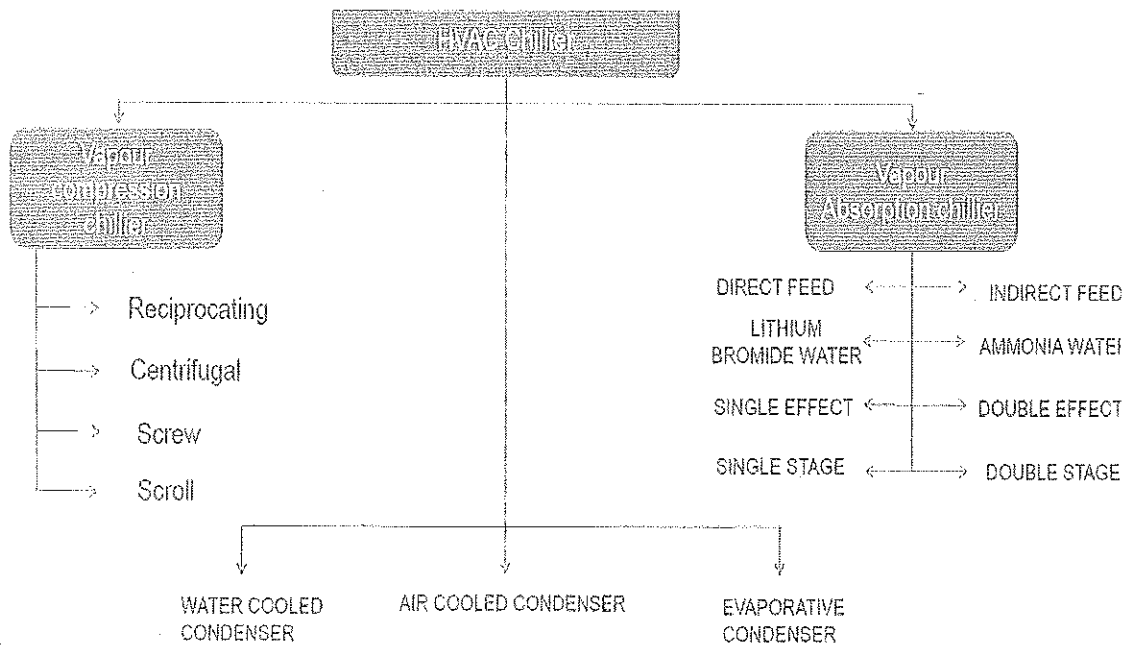 HVAC Chiller
Vapour
compression
chiller
Vapour
Absorption chiller
Reciprocating
Centrifugal
Screw
Scroll
DIRECT FEED
INDIRECT FEED
LITHIUM
BROMIDE WATER
AMMONIA WATER
SINGLE EFFECT
DOUBLE EFFECT
SINGLE STAGE
DOUBLE STAGE
WATER COOLED
CONDENSER
AIR COOLED CONDENSER
EVAPORATIVE
CONDENSER